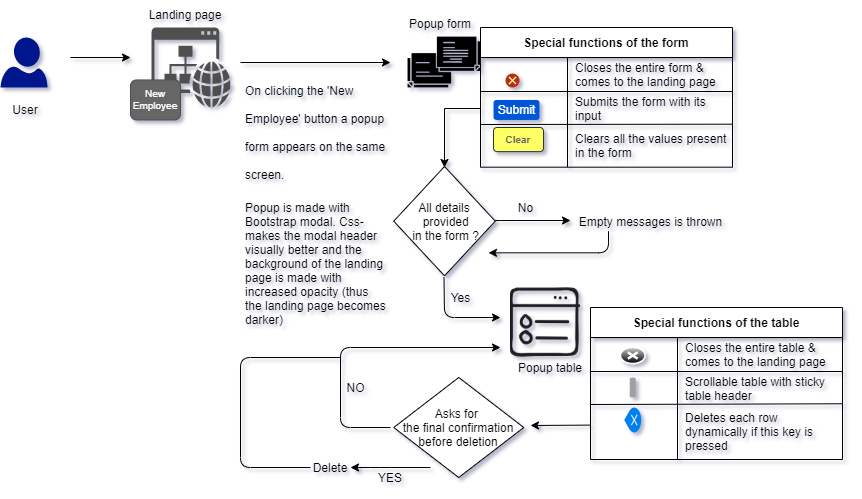 Landing page
New
Employee
User
On clicking the 'New
Employee' button a popup
form appears on the same
screen.
Popup is made with
Bootstrap modal. Css-
makes the modal header
visually better and the
background of the landing
page is made with
increased opacity (thus
the landing page becomes
darker)
Popup form
Special functions of the form
Closes the entire form &
comes to the landing page
Submit
Submits the form with its
input
Clear
Clears all the values present
in the form
All details
provided
in the form ?
No
Empty messages is thrown
Yes
Popup table
Special functions of the table
Closes the entire table &
comes to the landing page
Scrollable table with sticky
table header
X
Deletes each row
dynamically if this key is
pressed
Asks for
the final confirmation
before deletion
NO
YES
Delete